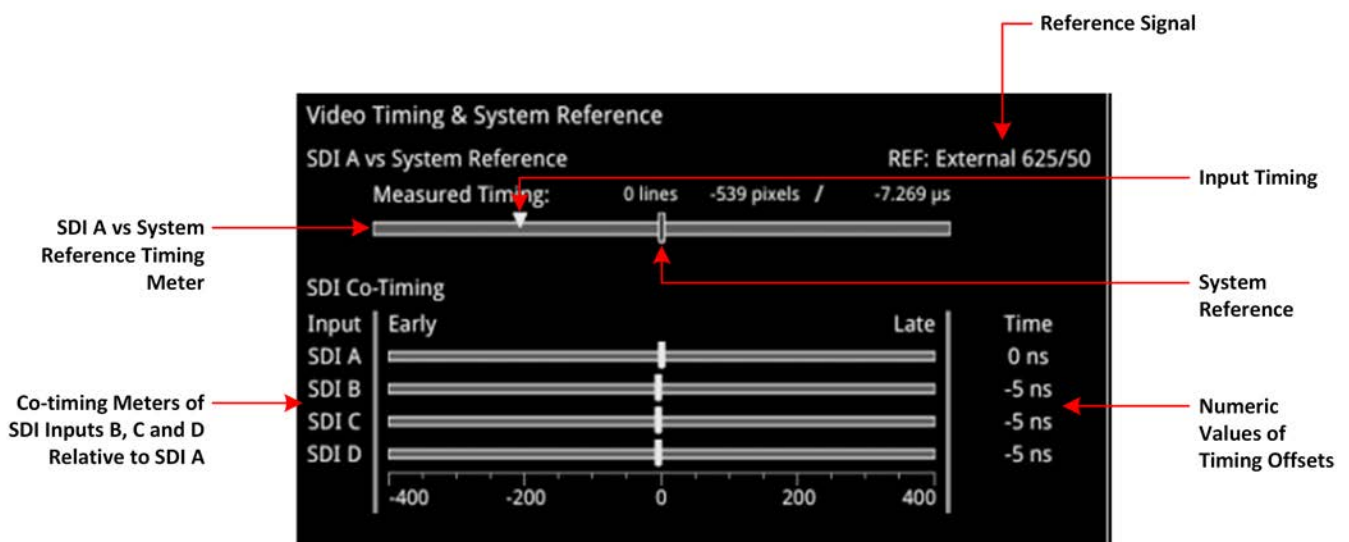 Reference Signal
Video Timing & System Reference
SDI A vs System Reference
REF: External 625/50
Measured Timing: 0 lines -539 pixels / -7.269 µs
Input Timing
SDI A vs System
Reference Timing
Meter
System
Reference
SDI Co-Timing
Input Early Late Time
SDI A 0 ns
SDI B -5 ns
SDI C -5 ns
SDI D -5 ns
-400 -200 0 200 400
Co-timing Meters of
SDI Inputs B, C and D
Relative to SDI A
Numeric
Values of
Timing Offsets